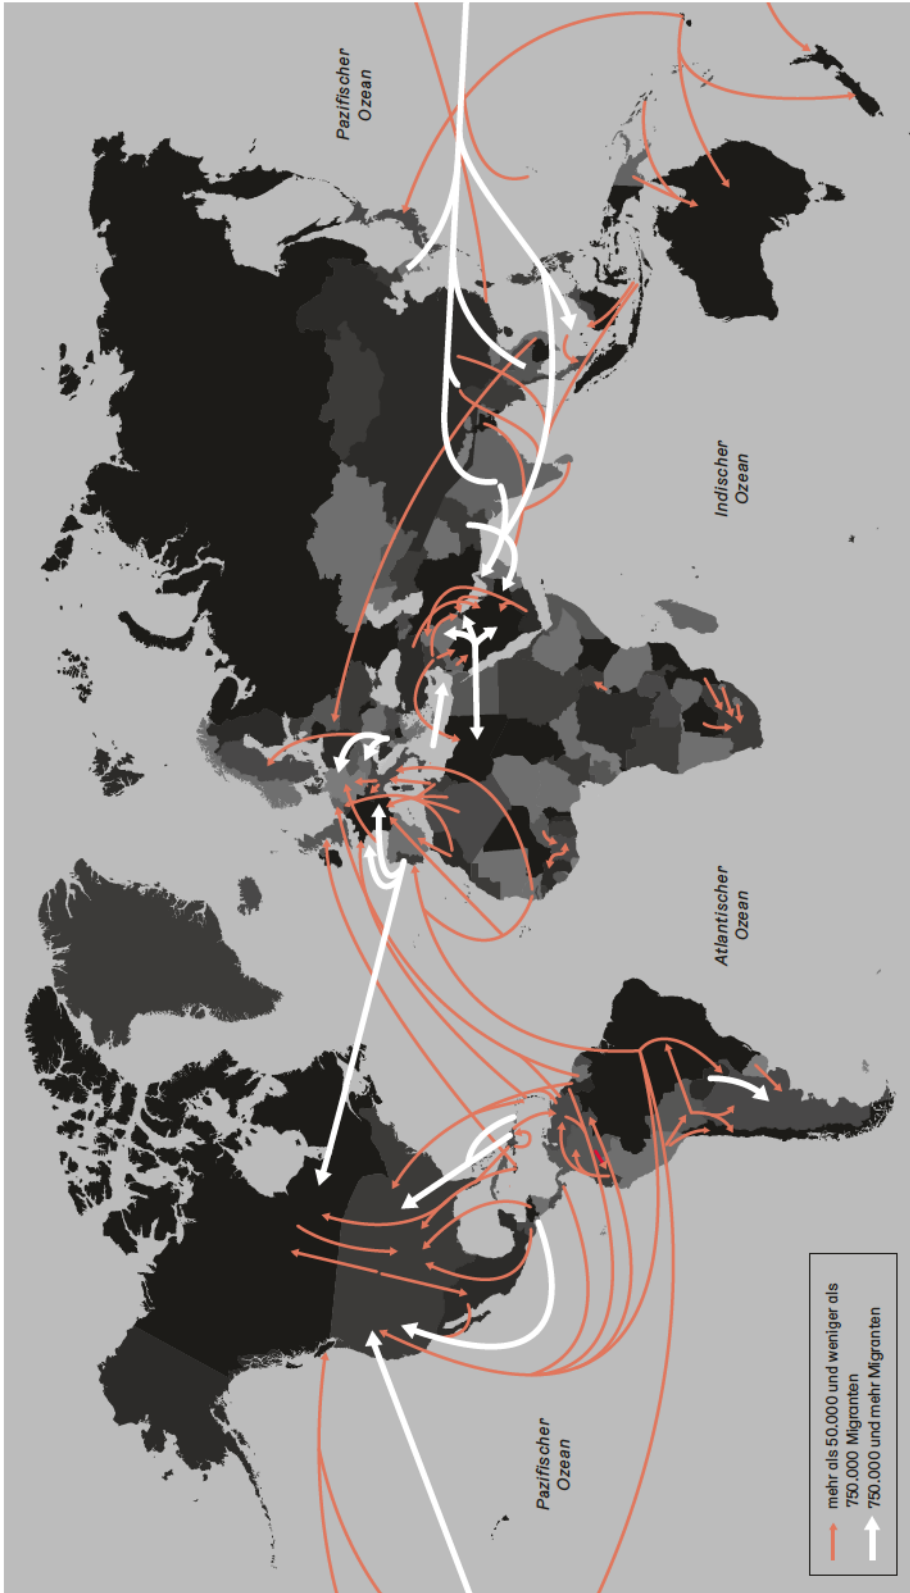 Pazifischer
Ozean
Indischer
Ozean
Atlantischer
Ozean
Pazifischer
Ozean
mehr als 50.000 und weniger als
750.000 Migranten
750.000 und mehr Migranten